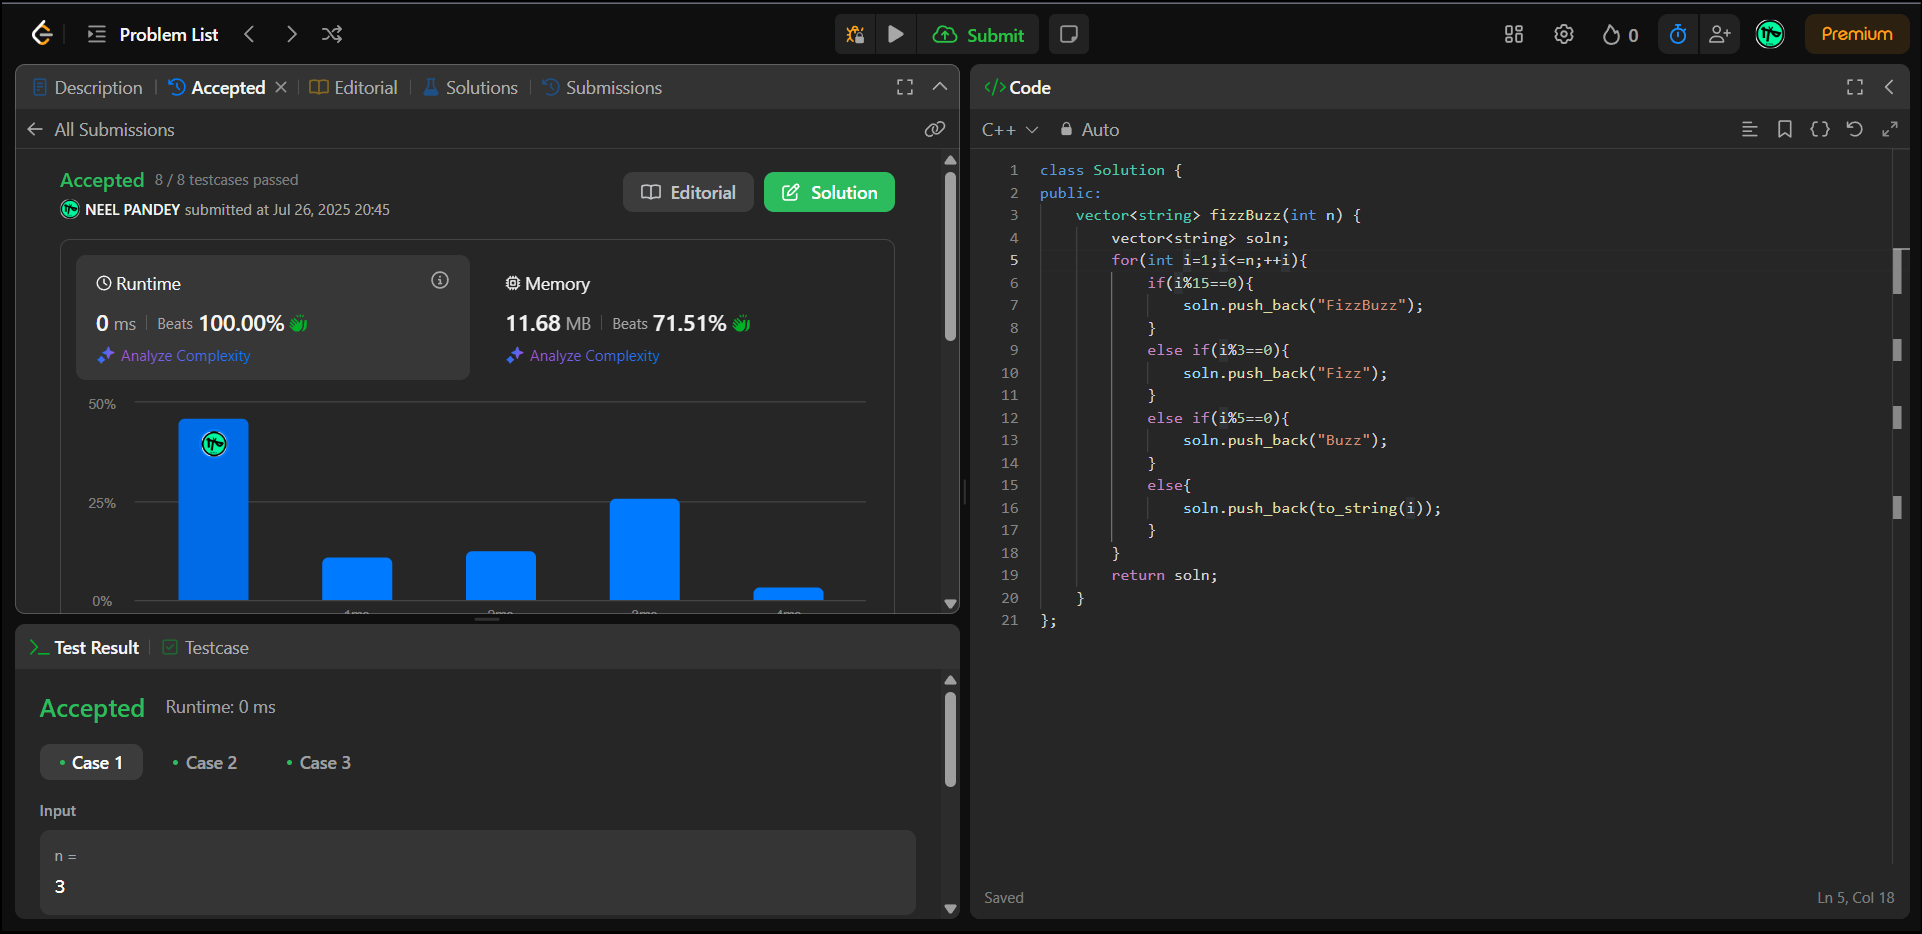 Problem List
Submit
0
Premium
Description
Accepted
Editorial
Solutions
Submissions
All Submissions
Accepted 8 / 8 testcases passed
NEEL PANDEY submitted at Jul 26, 2025 20:45
Editorial
Solution
Runtime
0 ms Beats 100.00%
Analyze Complexity
Memory
11.68 MB Beats 71.51%
Analyze Complexity
50%
25%
0%
1ms
2ms
3ms
4ms
Test Result
Testcase
Accepted Runtime: 0 ms
Case 1
Case 2
Case 3
Input
n =
3
</> Code
C++
Auto
1 class Solution {
2 public:
3 vector<string> fizzBuzz(int n) {
4 vector<string> soln;
5 for(int i=1;i<=n;++i){
6 if(i%15==0){
7 soln.push_back("FizzBuzz");
8 }
9 else if(i%3==0){
10 soln.push_back("Fizz");
11 }
12 else if(i%5==0){
13 soln.push_back("Buzz");
14 }
15 else{
16 soln.push_back(to_string(i));
17 }
18 }
19 return soln;
20 }
21 };
Saved
Ln 5, Col 18